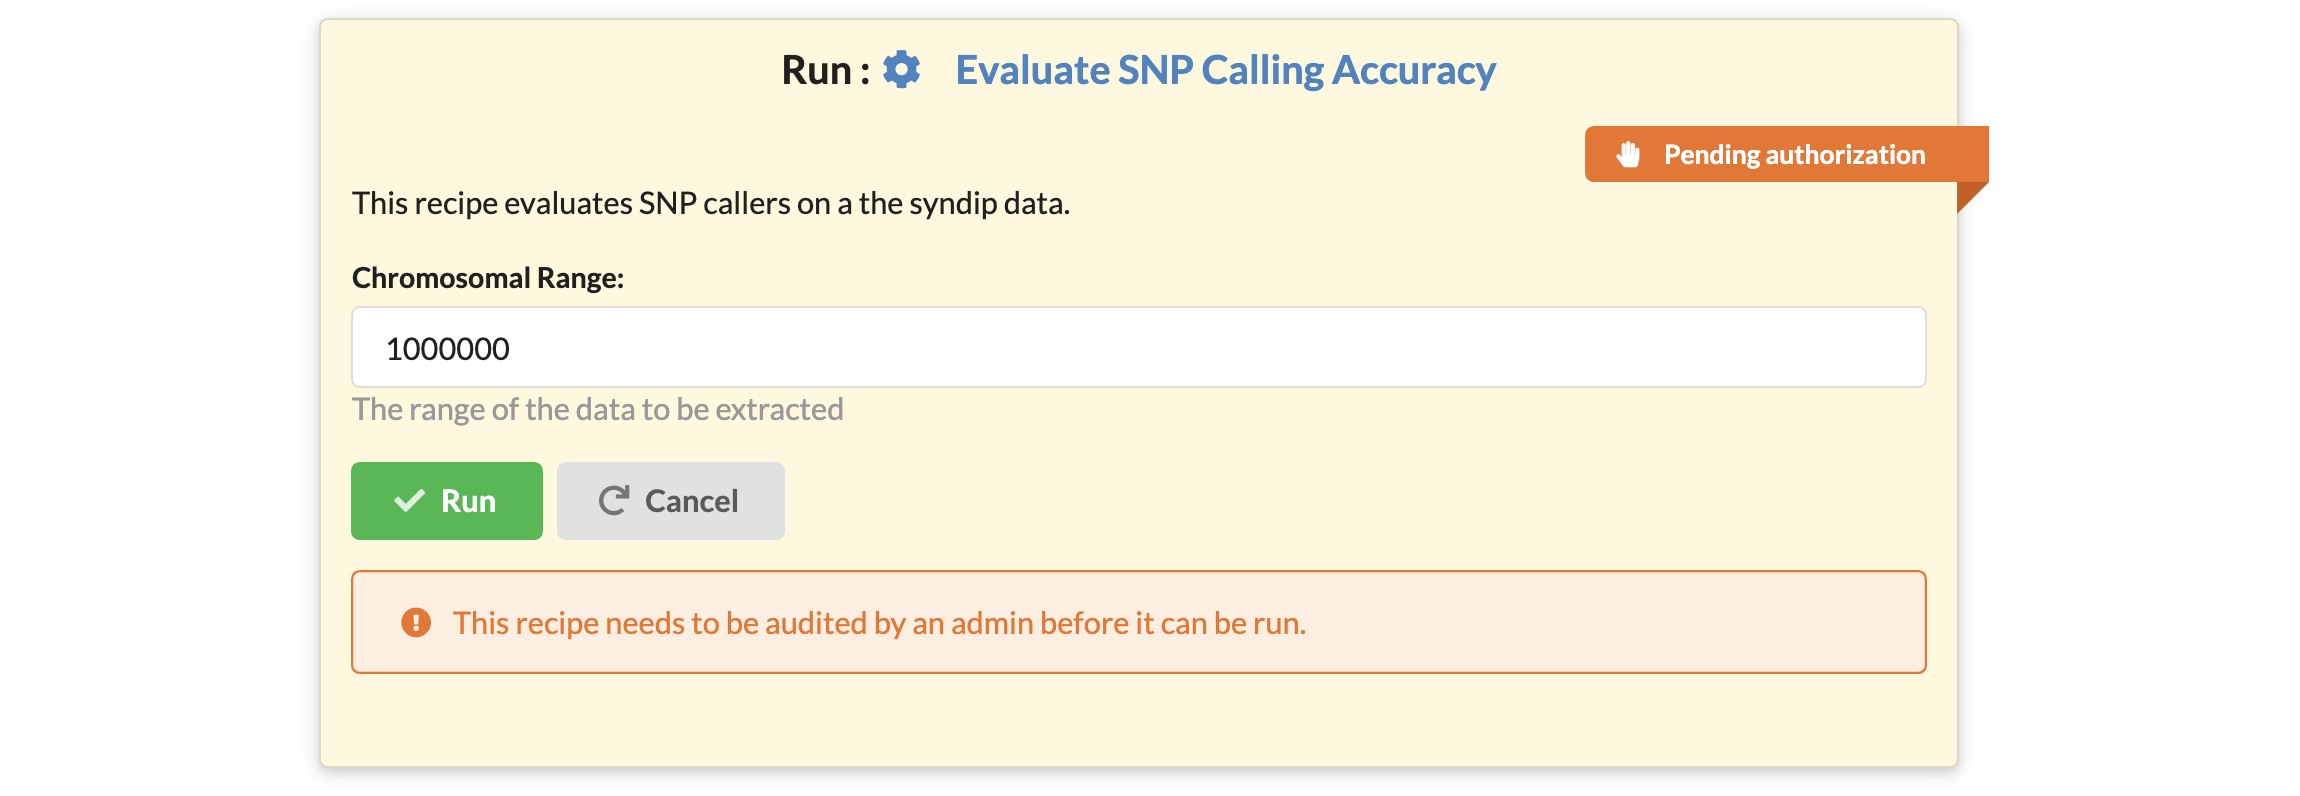 Run : Evaluate SNP Calling Accuracy
Pending authorization
This recipe evaluates SNP callers on a the syndip data.
Chromosomal Range:
1000000
The range of the data to be extracted
Run Cancel
This recipe needs to be audited by an admin before it can be run.